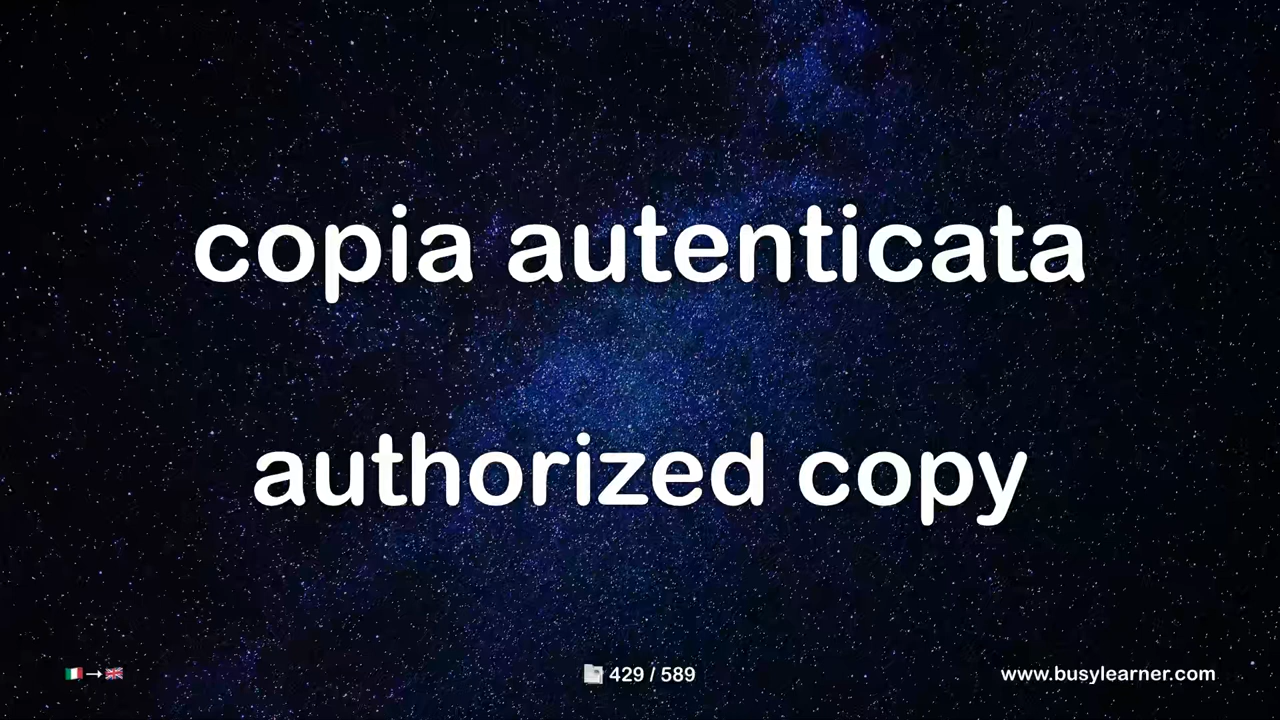 copia autenticata
authorized copy
🇮🇹→🇬🇧 429 / 589 www.busylearner.com